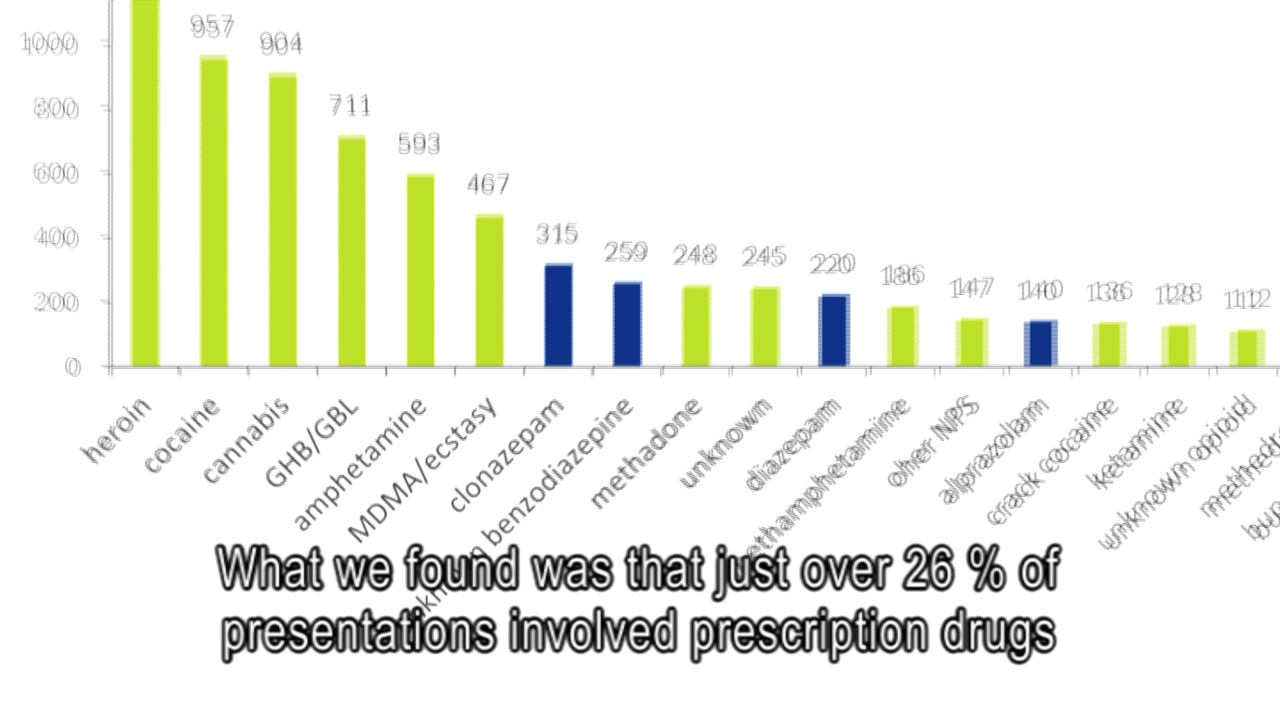 1000
800
600
400
200
0
957
904
711
593
467
315
259
248
245
220
186
147
140
136
128
112
heroin
cocaine
cannabis
GHB/GBL
amphetamine
MDMA/ecstasy
clonazepam
benzodiazepine
methadone
unknown
diazepam
oher NPS
alprazolam
crack cocaine
ketamine
unknown opioid
What we found was that just over 26 % of
presentations involved prescription drugs